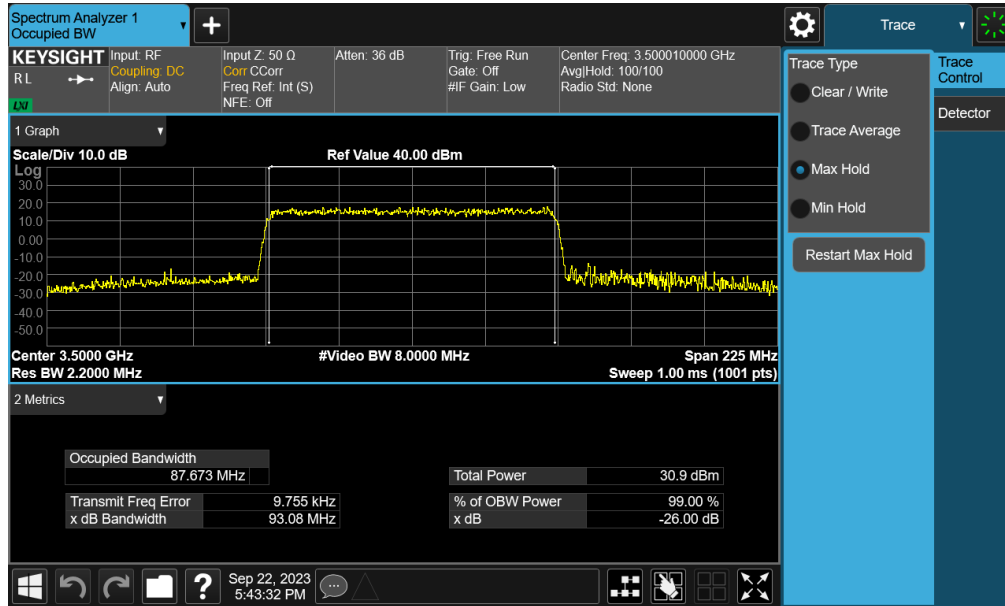 Spectrum Analyzer 1
Occupied BW
+
Trace
KEYSIGHT
R L
LXI
Input: RF
Coupling: DC
Align: Auto
Input Z: 50 Ω
Corr CCorr
Freq Ref: Int (S)
NFE: Off
Atten: 36 dB
Trig: Free Run
Gate: Off
#IF Gain: Low
Center Freq: 3.500010000 GHz
Avg|Hold: 100/100
Radio Std: None
Trace Type
Clear / Write
Trace Average
Max Hold
Min Hold
Restart Max Hold
Trace
Control
Detector
1 Graph
Scale/Div 10.0 dB
Ref Value 40.00 dBm
Log
30.0
20.0
10.0
0.00
-10.0
-20.0
-30.0
-40.0
-50.0
Center 3.5000 GHz
#Video BW 8.0000 MHz
Span 225 MHz
Res BW 2.2000 MHz
Sweep 1.00 ms (1001 pts)
2 Metrics
Occupied Bandwidth
87.673 MHz
Total Power 30.9 dBm
Transmit Freq Error 9.755 kHz
% of OBW Power 99.00 %
x dB Bandwidth 93.08 MHz
x dB -26.00 dB
?
Sep 22, 2023
5:43:32 PM